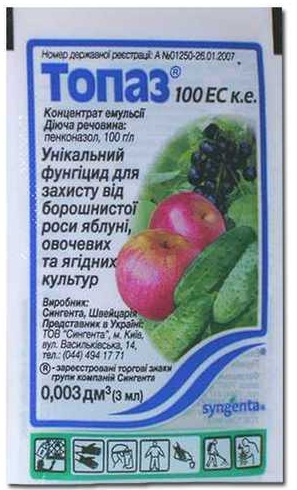 Номер державної реєстрації: А №01250-26.01.2007
Топаз®
100 ЕС к.е.
Концентрат емульсії
Діюча речовина:
пенконазол, 100 г/л
Унікальний
фунгіцид для
захисту від
борошнистої
роси яблуні,
овочевих
та ягідних
культур
Виробник:
Сингента, Швейцарія
Представник в Україні:
ТОВ "Сингента", м. Київ,
вул. Васильківська, 14,
тел.: (044) 494 17 71
®-зареєстровані торгові знаки
групи компаній Сингента
0,003 дм³ (3 мл)
syngenta